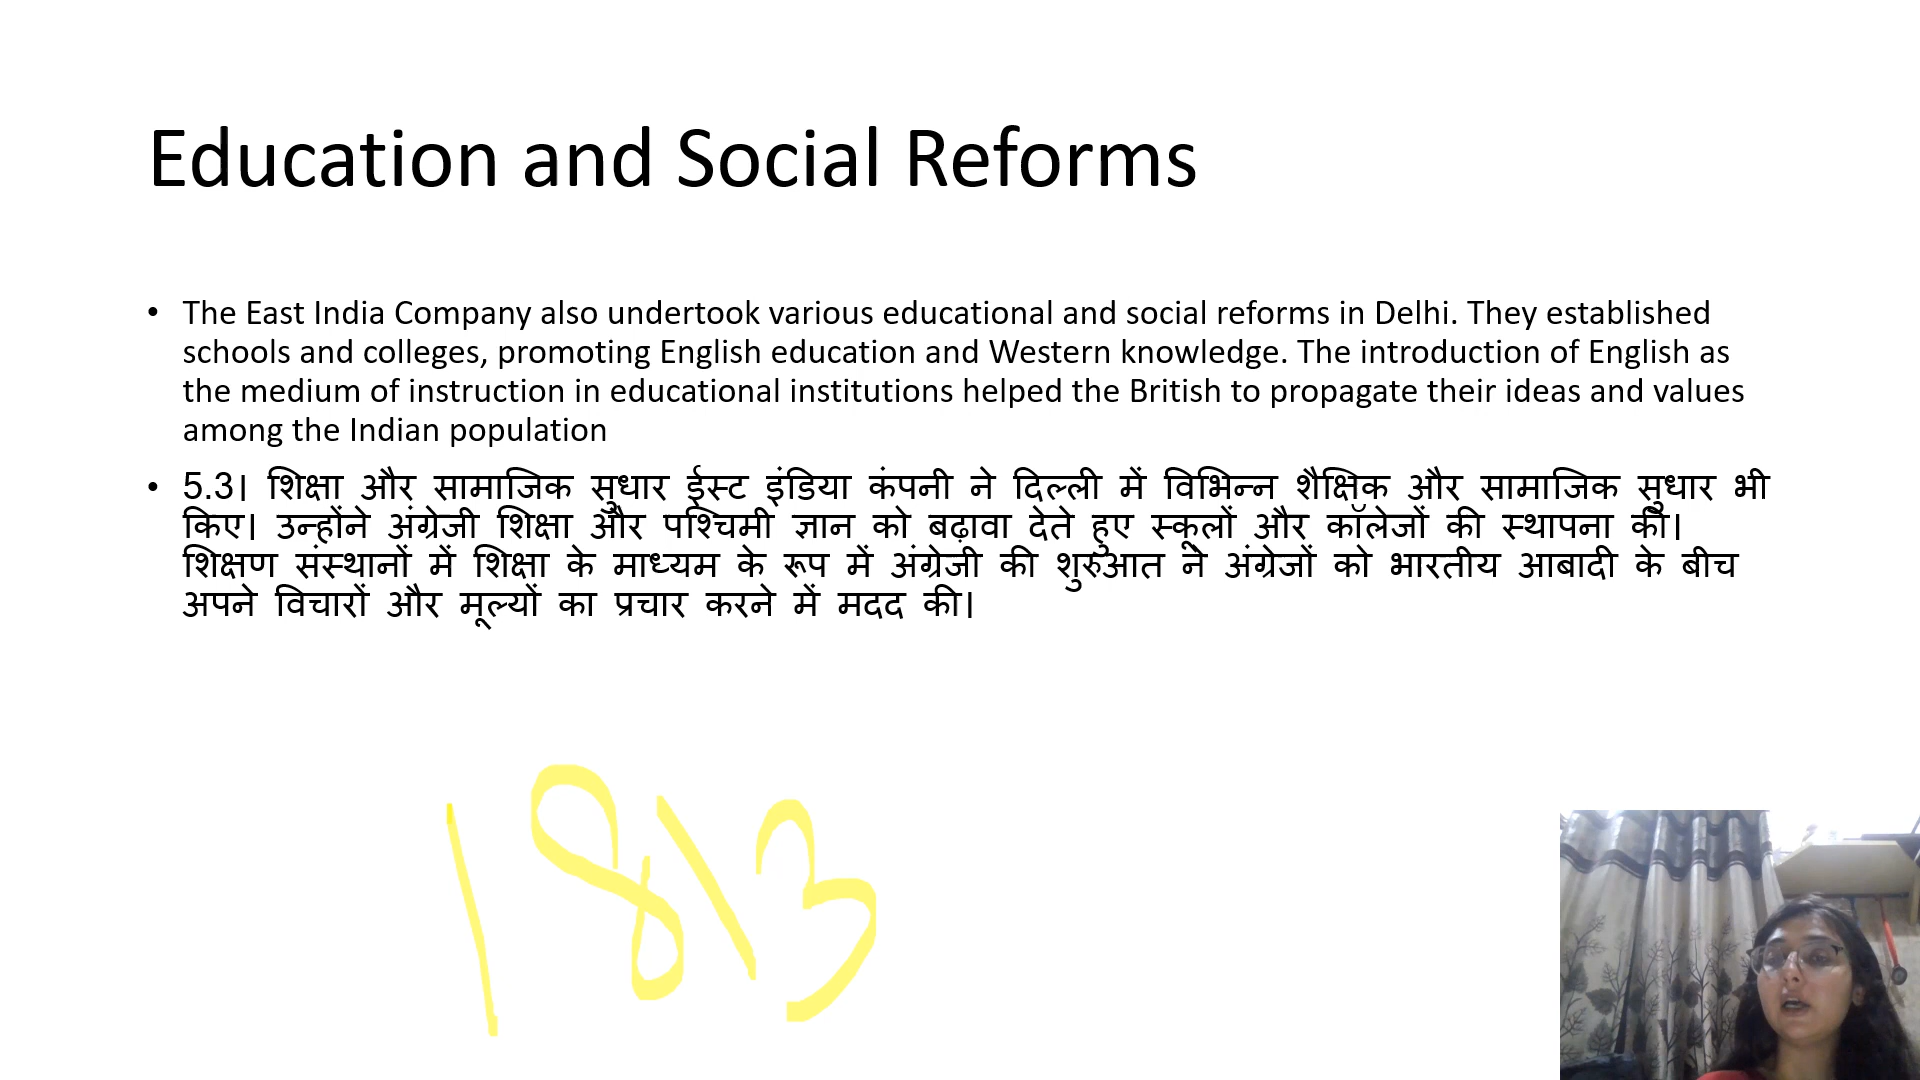 Education and Social Reforms
• The East India Company also undertook various educational and social reforms in Delhi. They established
schools and colleges, promoting English education and Western knowledge. The introduction of English as
the medium of instruction in educational institutions helped the British to propagate their ideas and values
among the Indian population
• 5.3। शिक्षा और सामाजिक सुधार ईस्ट इंडिया कंपनी ने दिल्ली में विभिन्न शैक्षिक और सामाजिक सुधार भी
किए। उन्होंने अंग्रेजी शिक्षा और पश्चिमी ज्ञान को बढ़ावा देते हुए स्कूलों और कॉलेजों की स्थापना की।
शिक्षण संस्थानों में शिक्षा के माध्यम के रूप में अंग्रेजी की शुरुआत ने अंग्रेजों को भारतीय आबादी के बीच
अपने विचारों और मूल्यों का प्रचार करने में मदद की।
1813